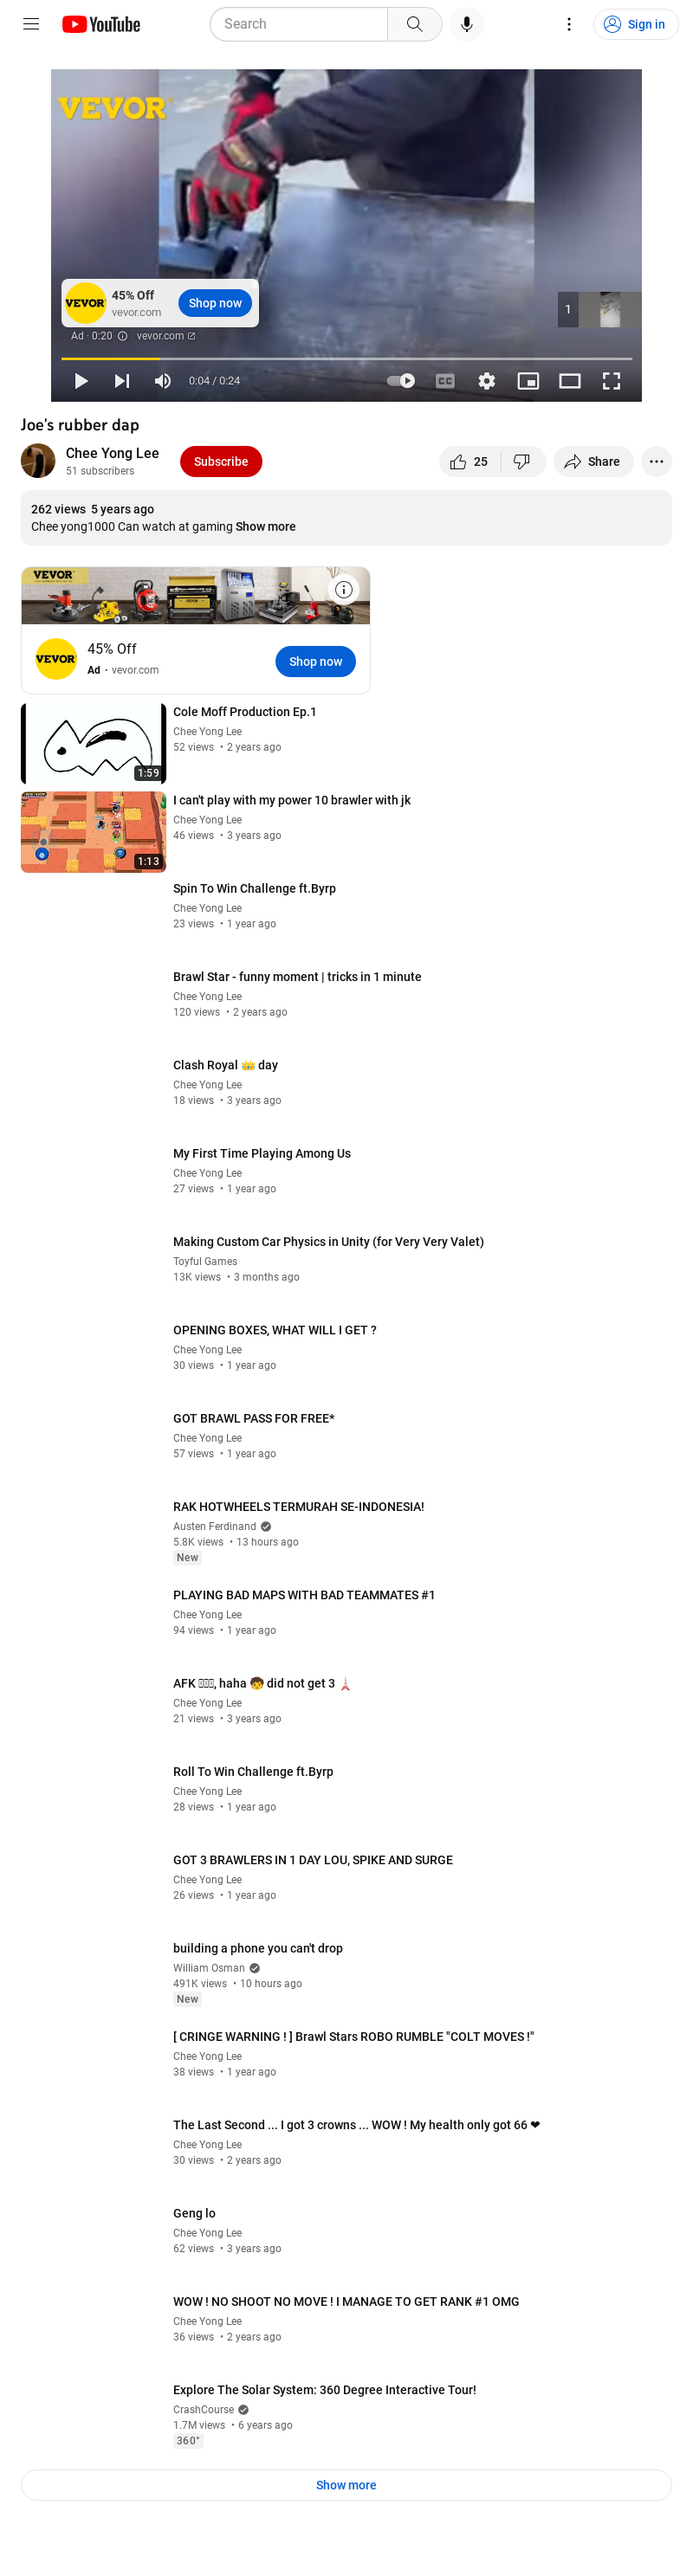 YouTube
Search
Sign in
VEVOR
VEVOR
45% Off
vevor.com
Shop now
1
Ad · 0:20
vevor.com
0:04 / 0:24
CC
Joe's rubber dap
Chee Yong Lee
51 subscribers
Subscribe
25
Share
262 views 5 years ago
Chee yong1000 Can watch at gaming Show more
VEVOR
VEVOR
45% Off
Ad • vevor.com
Shop now
Cole Moff Production Ep.1
Chee Yong Lee
52 views • 2 years ago
1:59
I can't play with my power 10 brawler with jk
Chee Yong Lee
46 views • 3 years ago
1:13
Spin To Win Challenge ft.Byrp
Chee Yong Lee
23 views • 1 year ago
Brawl Star - funny moment | tricks in 1 minute
Chee Yong Lee
120 views • 2 years ago
Clash Royal 👑 day
Chee Yong Lee
18 views • 3 years ago
My First Time Playing Among Us
Chee Yong Lee
27 views • 1 year ago
Making Custom Car Physics in Unity (for Very Very Valet)
Toyful Games
13K views • 3 months ago
OPENING BOXES, WHAT WILL I GET ?
Chee Yong Lee
30 views • 1 year ago
GOT BRAWL PASS FOR FREE*
Chee Yong Lee
57 views • 1 year ago
RAK HOTWHEELS TERMURAH SE-INDONESIA!
Austen Ferdinand
5.8K views • 13 hours ago
New
PLAYING BAD MAPS WITH BAD TEAMMATES #1
Chee Yong Lee
94 views • 1 year ago
AFK , haha 🧒 did not get 3 🗼
Chee Yong Lee
21 views • 3 years ago
Roll To Win Challenge ft.Byrp
Chee Yong Lee
28 views • 1 year ago
GOT 3 BRAWLERS IN 1 DAY LOU, SPIKE AND SURGE
Chee Yong Lee
26 views • 1 year ago
building a phone you can't drop
William Osman
491K views • 10 hours ago
New
[ CRINGE WARNING ! ] Brawl Stars ROBO RUMBLE "COLT MOVES !"
Chee Yong Lee
38 views • 1 year ago
The Last Second ... I got 3 crowns ... WOW ! My health only got 66 ❤
Chee Yong Lee
30 views • 2 years ago
Geng lo
Chee Yong Lee
62 views • 3 years ago
WOW ! NO SHOOT NO MOVE ! I MANAGE TO GET RANK #1 OMG
Chee Yong Lee
36 views • 2 years ago
Explore The Solar System: 360 Degree Interactive Tour!
CrashCourse
1.7M views • 6 years ago
360°
Show more